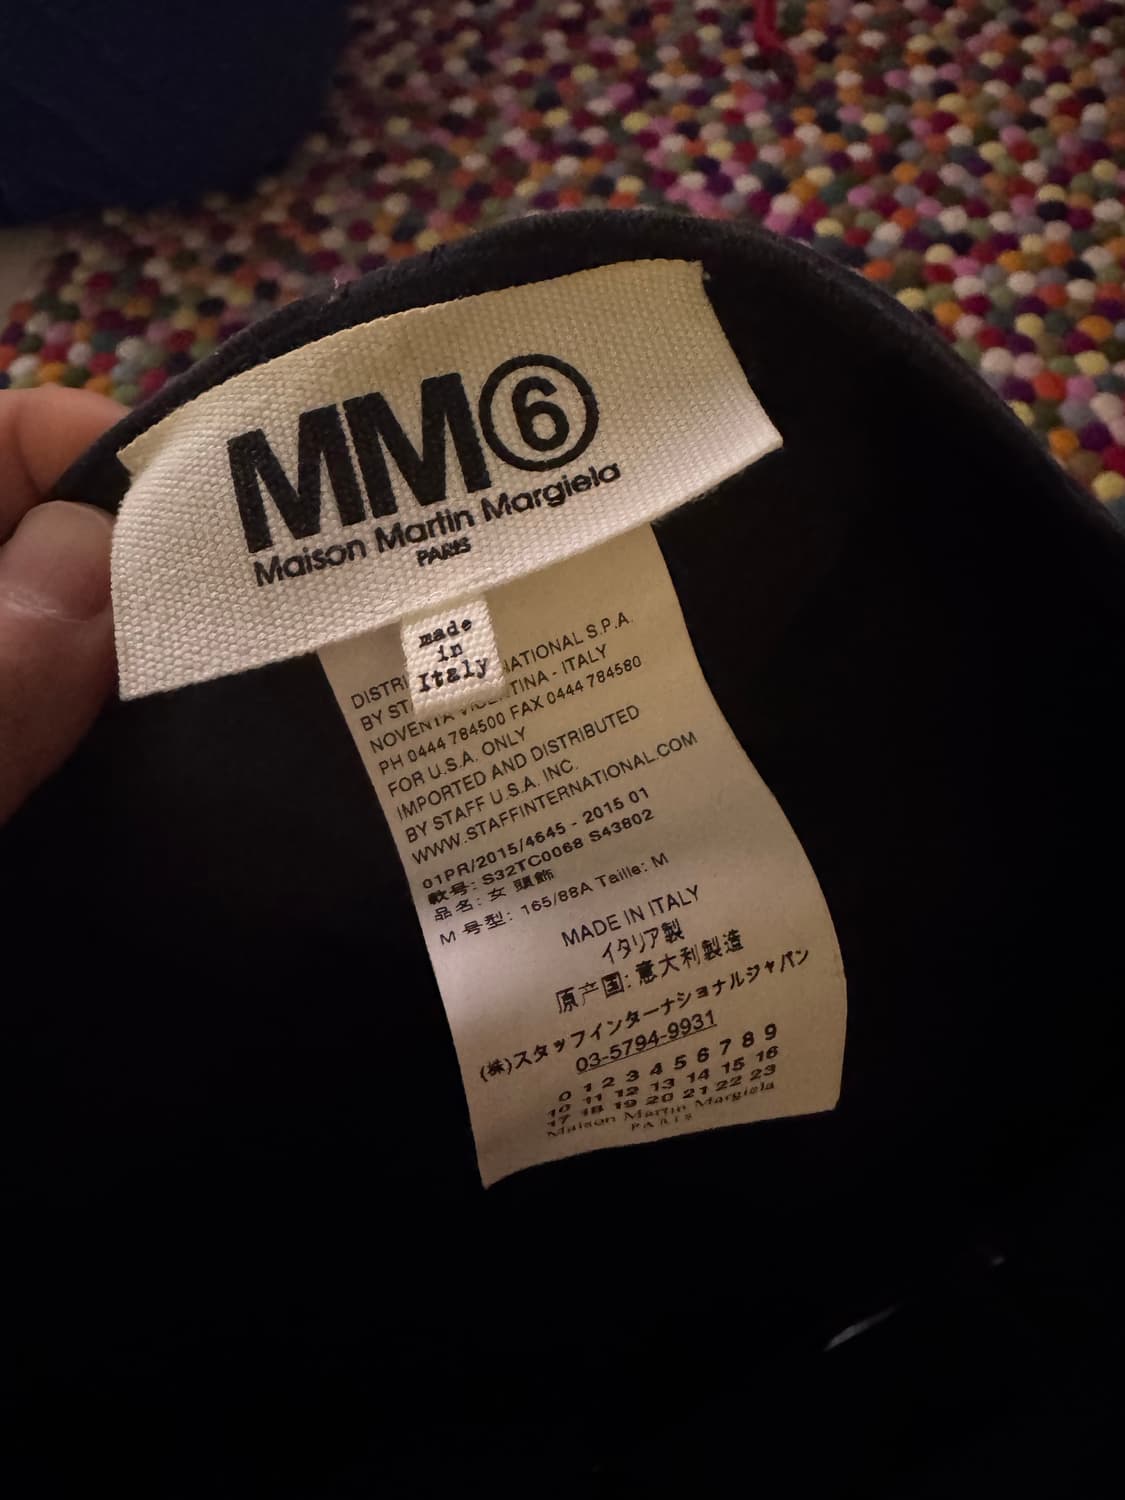 MM⑥
Maison Martin Margiela
PARIS
made
in
Italy
DISTRI NATIONAL S.P.A.
BY ST TINA - ITALY
NOVENTA
PH 0444 784500 FAX 0444 784580
FOR U.S.A. ONLY
IMPORTED AND DISTRIBUTED
BY STAFF U.S.A. INC.
WWW.STAFFINTERNATIONAL.COM
01PR/2015/4645 - 2015 01
款号: S32TC0068 S43802
品名: 女 頭飾
M 号型: 165/88A Taille: M
MADE IN ITALY
イタリア製
原产国: 意大利製造
(株)スタッフインターナショナルジャパン
03-5794-9931
0 1 2 3 4 5 6 7 8 9
10 11 12 13 14 15 16
17 18 19 20 21 22 23
Maison Martin Margiela
PARIS